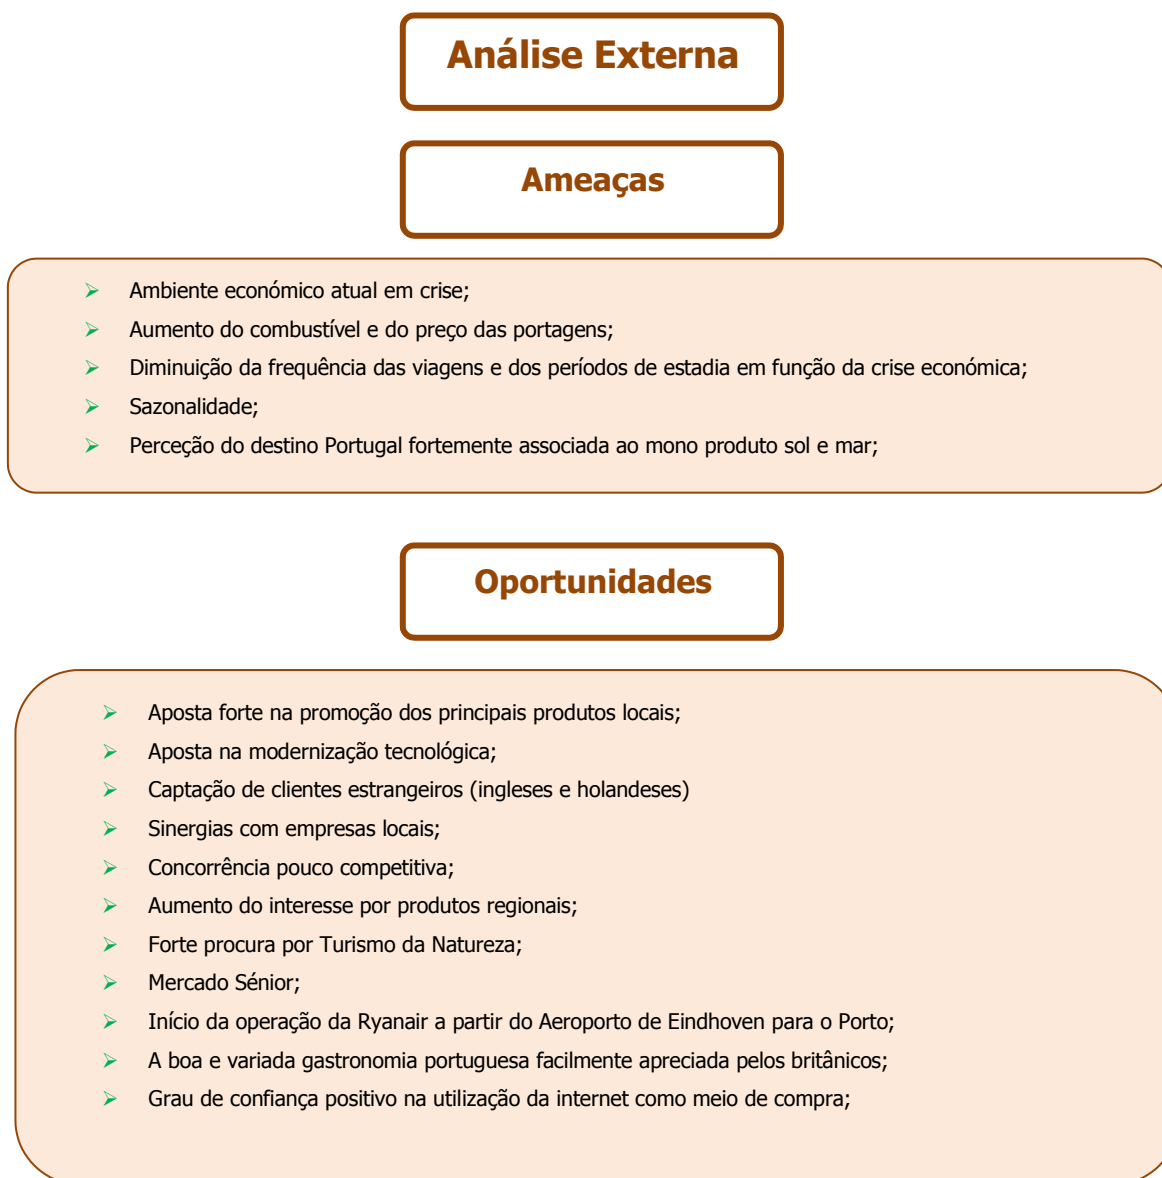 Análise Externa
Ameaças
➢ Ambiente económico atual em crise;
➢ Aumento do combustível e do preço das portagens;
➢ Diminuição da frequência das viagens e dos períodos de estadia em função da crise económica;
➢ Sazonalidade;
➢ Perceção do destino Portugal fortemente associada ao mono produto sol e mar;
Oportunidades
➢ Aposta forte na promoção dos principais produtos locais;
➢ Aposta na modernização tecnológica;
➢ Captação de clientes estrangeiros (ingleses e holandeses)
➢ Sinergias com empresas locais;
➢ Concorrência pouco competitiva;
➢ Aumento do interesse por produtos regionais;
➢ Forte procura por Turismo da Natureza;
➢ Mercado Sénior;
➢ Início da operação da Ryanair a partir do Aeroporto de Eindhoven para o Porto;
➢ A boa e variada gastronomia portuguesa facilmente apreciada pelos britânicos;
➢ Grau de confiança positivo na utilização da internet como meio de compra;